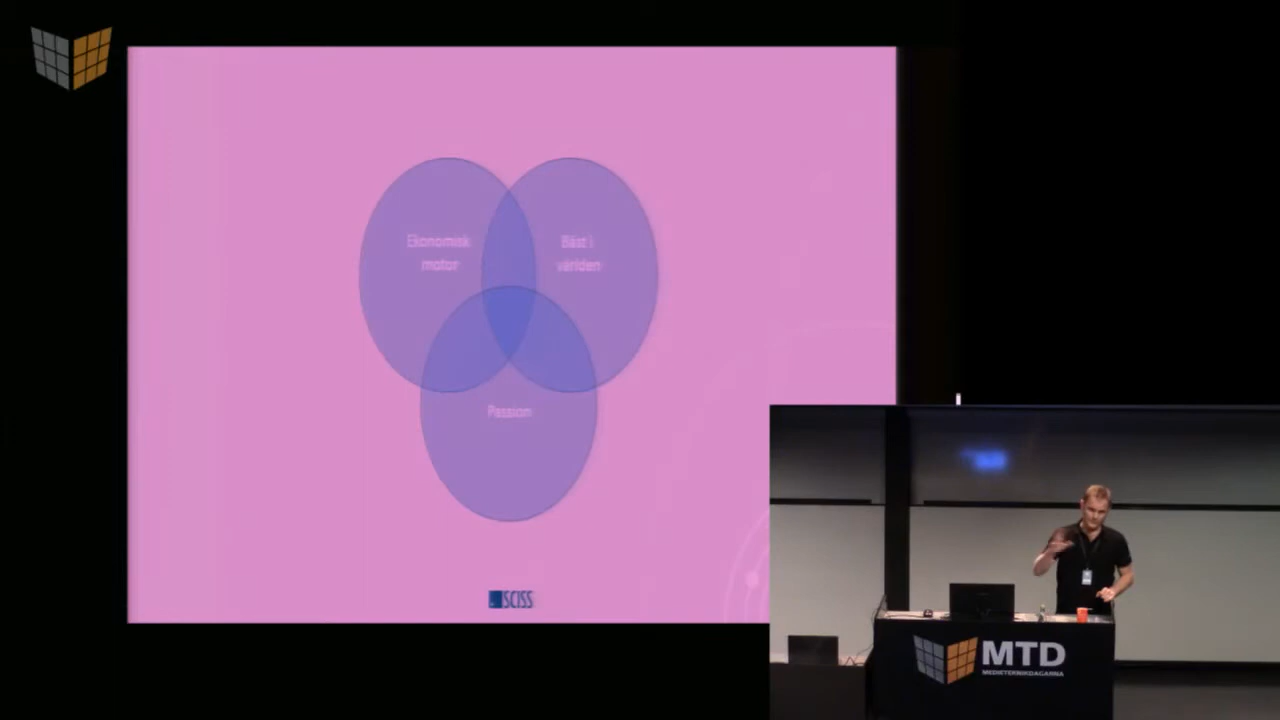 Ekonomisk
motor
Bäst i
världen
Passion
SCISS
MTD
MEDIETEKNIKDAGARNA